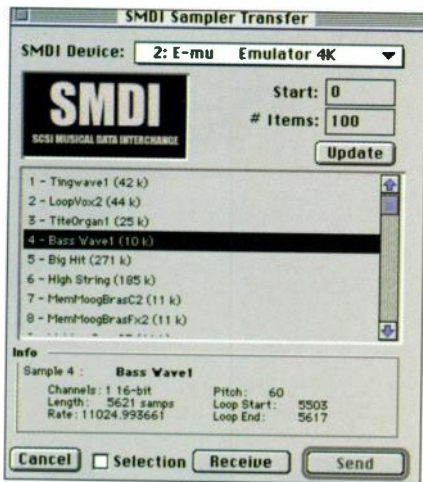 SMDI Sampler Transfer
SMDI Device: 2: E-mu Emulator 4K
SMDI
SCSI MUSICAL DATA INTERCHANGE
Start: 0
# Items: 100
Update
1 - Tingwave1 (42 k)
2 - LoopVox2 (44 k)
3 - TiteOrgan1 (25 k)
4 - Bass Wave1 (10 k)
5 - Big Hit (271 k)
6 - High String (185 k)
7 - MemMoogBrasC2 (11 k)
8 - MemMoogBrasFx2 (11 k)
Info
Sample 4 : Bass Wave1
Channels : 1 16-bit Pitch: 60
Length: 5621 samps Loop Start: 5503
Rate: 11024.993661 Loop End: 5617
Cancel Selection Receive Send